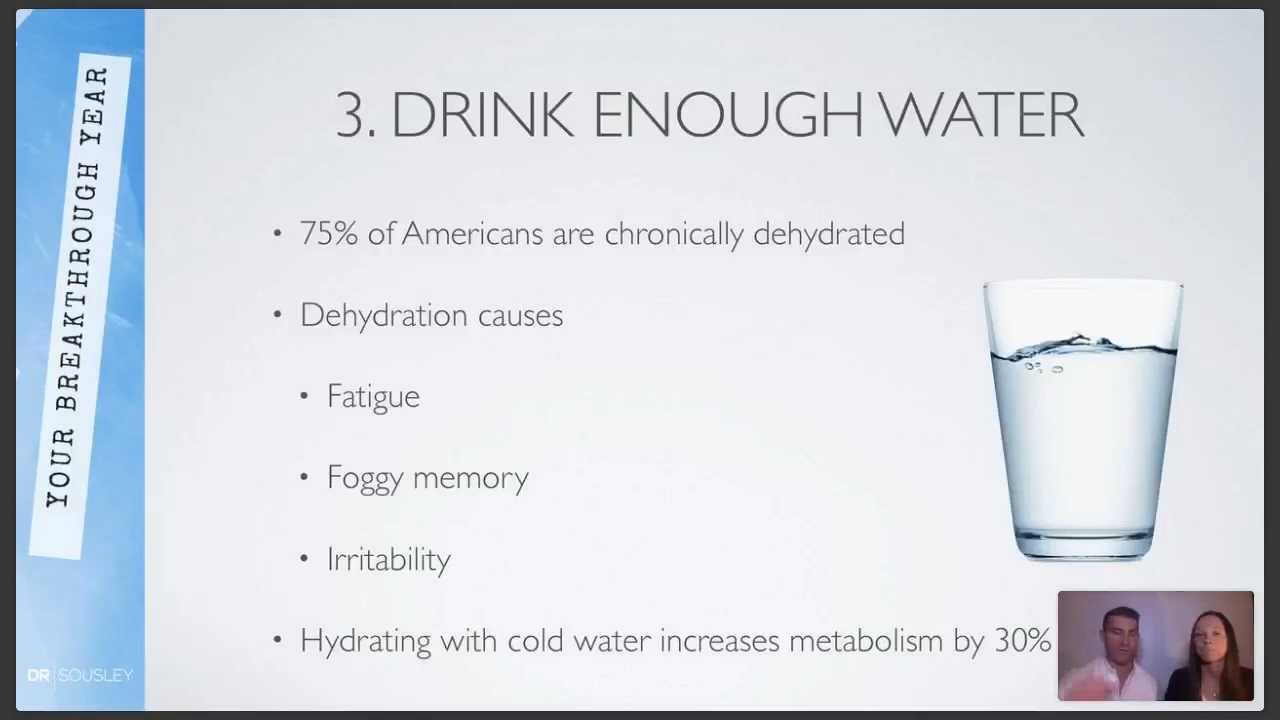 YOUR BREAKTHROUGH YEAR
3. DRINK ENOUGH WATER
• 75% of Americans are chronically dehydrated
• Dehydration causes
• Fatigue
• Foggy memory
• Irritability
• Hydrating with cold water increases metabolism by 30%
DR SOUSLEY